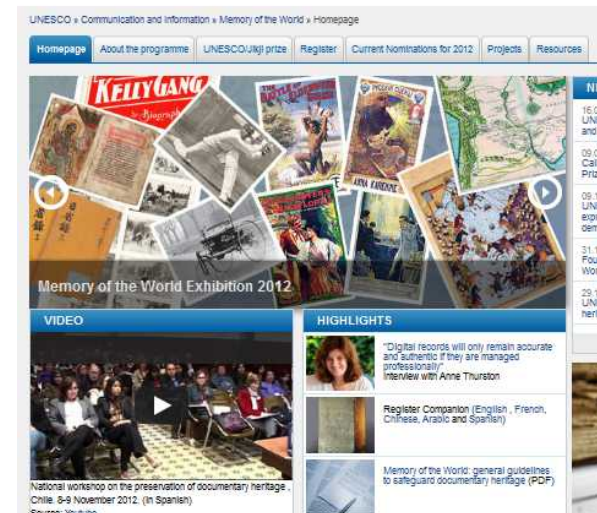 UNESCO » Communication and Information » Memory of the World » Homepage
Homepage About the programme UNESCO/Jikji prize Register Current Nominations for 2012 Projects Resources
KELLY GANG
ANNA KARENINE
Memory of the World Exhibition 2012
VIDEO
National workshop on the preservation of documentary heritage ,
Chile. 8-9 November 2012. (In Spanish)
Source: Youtube
HIGHLIGHTS
"Digital records will only remain accurate
and authentic if they are managed
professionally"
Interview with Anne Thurston
Register Companion (English , French,
Chinese, Arabic and Spanish)
Memory of the World: general guidelines
to safeguard documentary heritage (PDF)